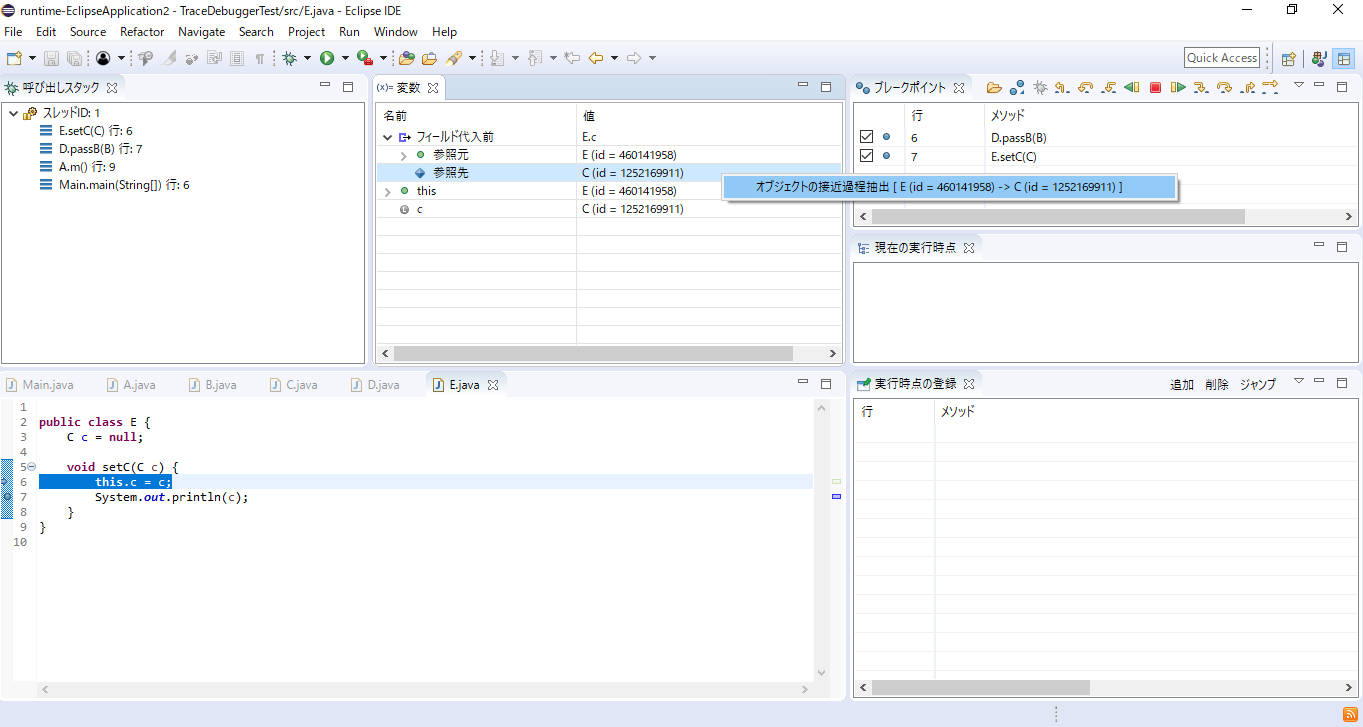 runtime-EclipseApplication2 - TraceDebuggerTest/src/E.java - Eclipse IDE
File Edit Source Refactor Navigate Search Project Run Window Help
Quick Access
呼び出しスタック
スレッドID: 1
E.setC(C) 行: 6
D.passB(B) 行: 7
A.m() 行: 9
Main.main(String[]) 行: 6
(x)= 変数
名前 値
フィールド代入前 E.c
参照元 E (id = 460141958)
参照先 C (id = 1252169911)
this E (id = 460141958)
c C (id = 1252169911)
オブジェクトの接近過程抽出 [ E (id = 460141958) -> C (id = 1252169911) ]
ブレークポイント
行 メソッド
6 D.passB(B)
7 E.setC(C)
現在の実行時点
Main.java A.java B.java C.java D.java E.java
1
2 public class E {
3 C c = null;
4
5 void setC(C c) {
6 this.c = c;
7 System.out.println(c);
8 }
9 }
10
実行時点の登録 追加 削除 ジャンプ
行 メソッド